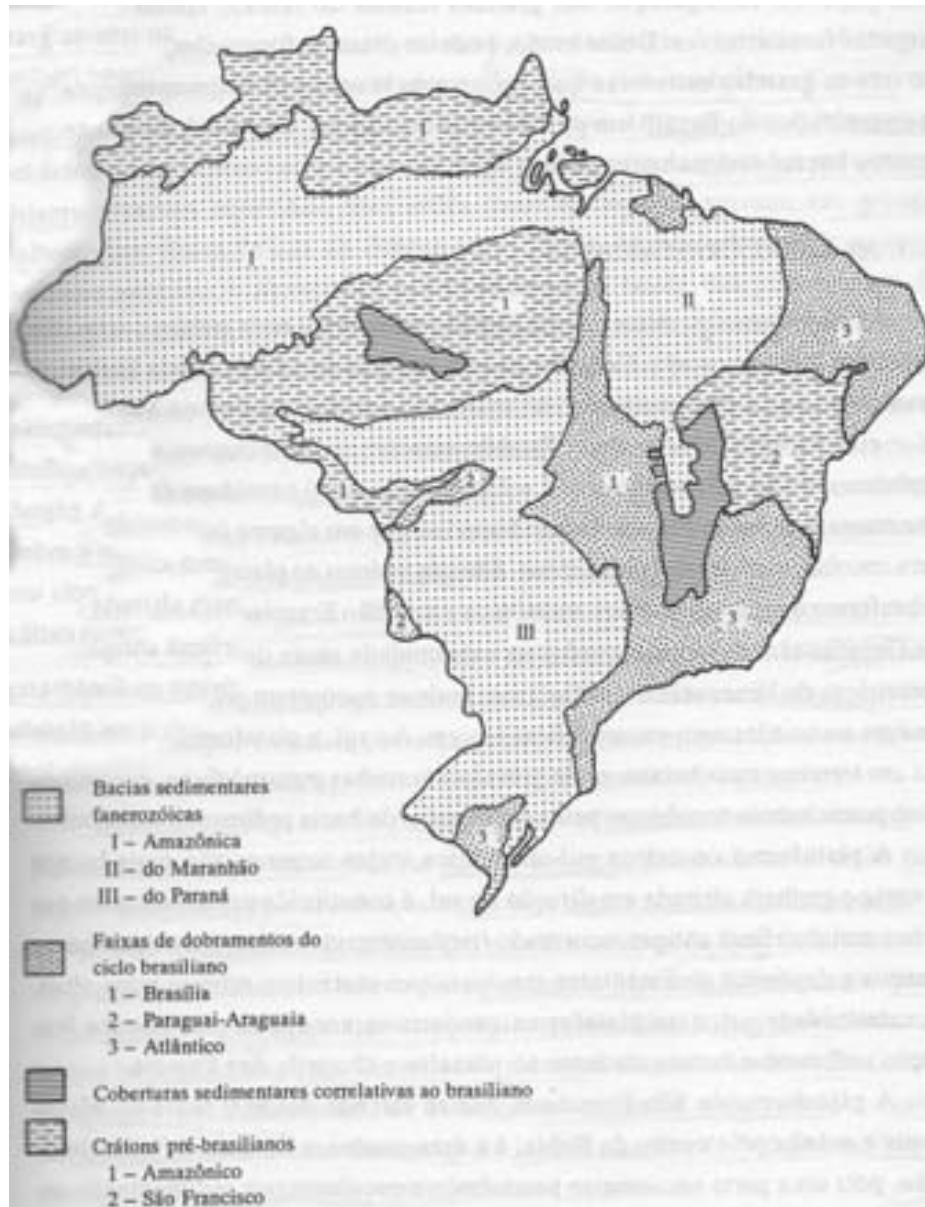 1
I
1
II
3
2
1
1
2
2
III
3
3
Bacias sedimentares
fanerozóicas
I – Amazônica
II – do Maranhão
III – do Paraná
Faixas de dobramentos do
ciclo brasiliano
1 – Brasília
2 – Paraguai-Araguaia
3 – Atlântico
Coberturas sedimentares correlativas ao brasiliano
Crátons pré-brasilianos
1 – Amazônico
2 – São Francisco